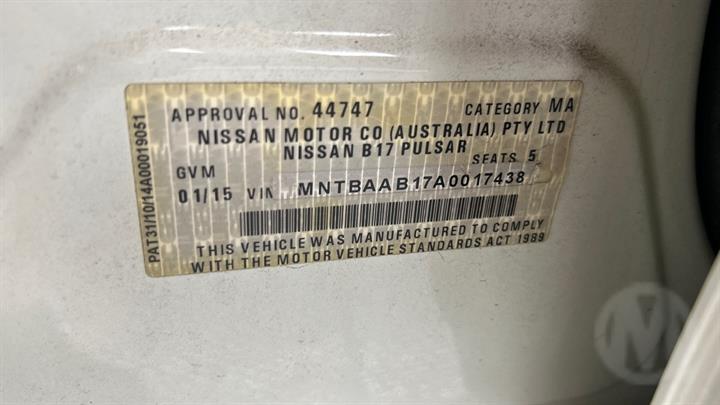 APPROVAL NO. 44747 CATEGORY MA
NISSAN MOTOR CO (AUSTRALIA) PTY LTD
NISSAN B17 PULSAR
GVM SEATS 5
01/15 VIN MNTBAAB17A0017438
THIS VEHICLE WAS MANUFACTURED TO COMPLY
WITH THE MOTOR VEHICLE STANDARDS ACT 1989
PAT31/10/14A00019051
M